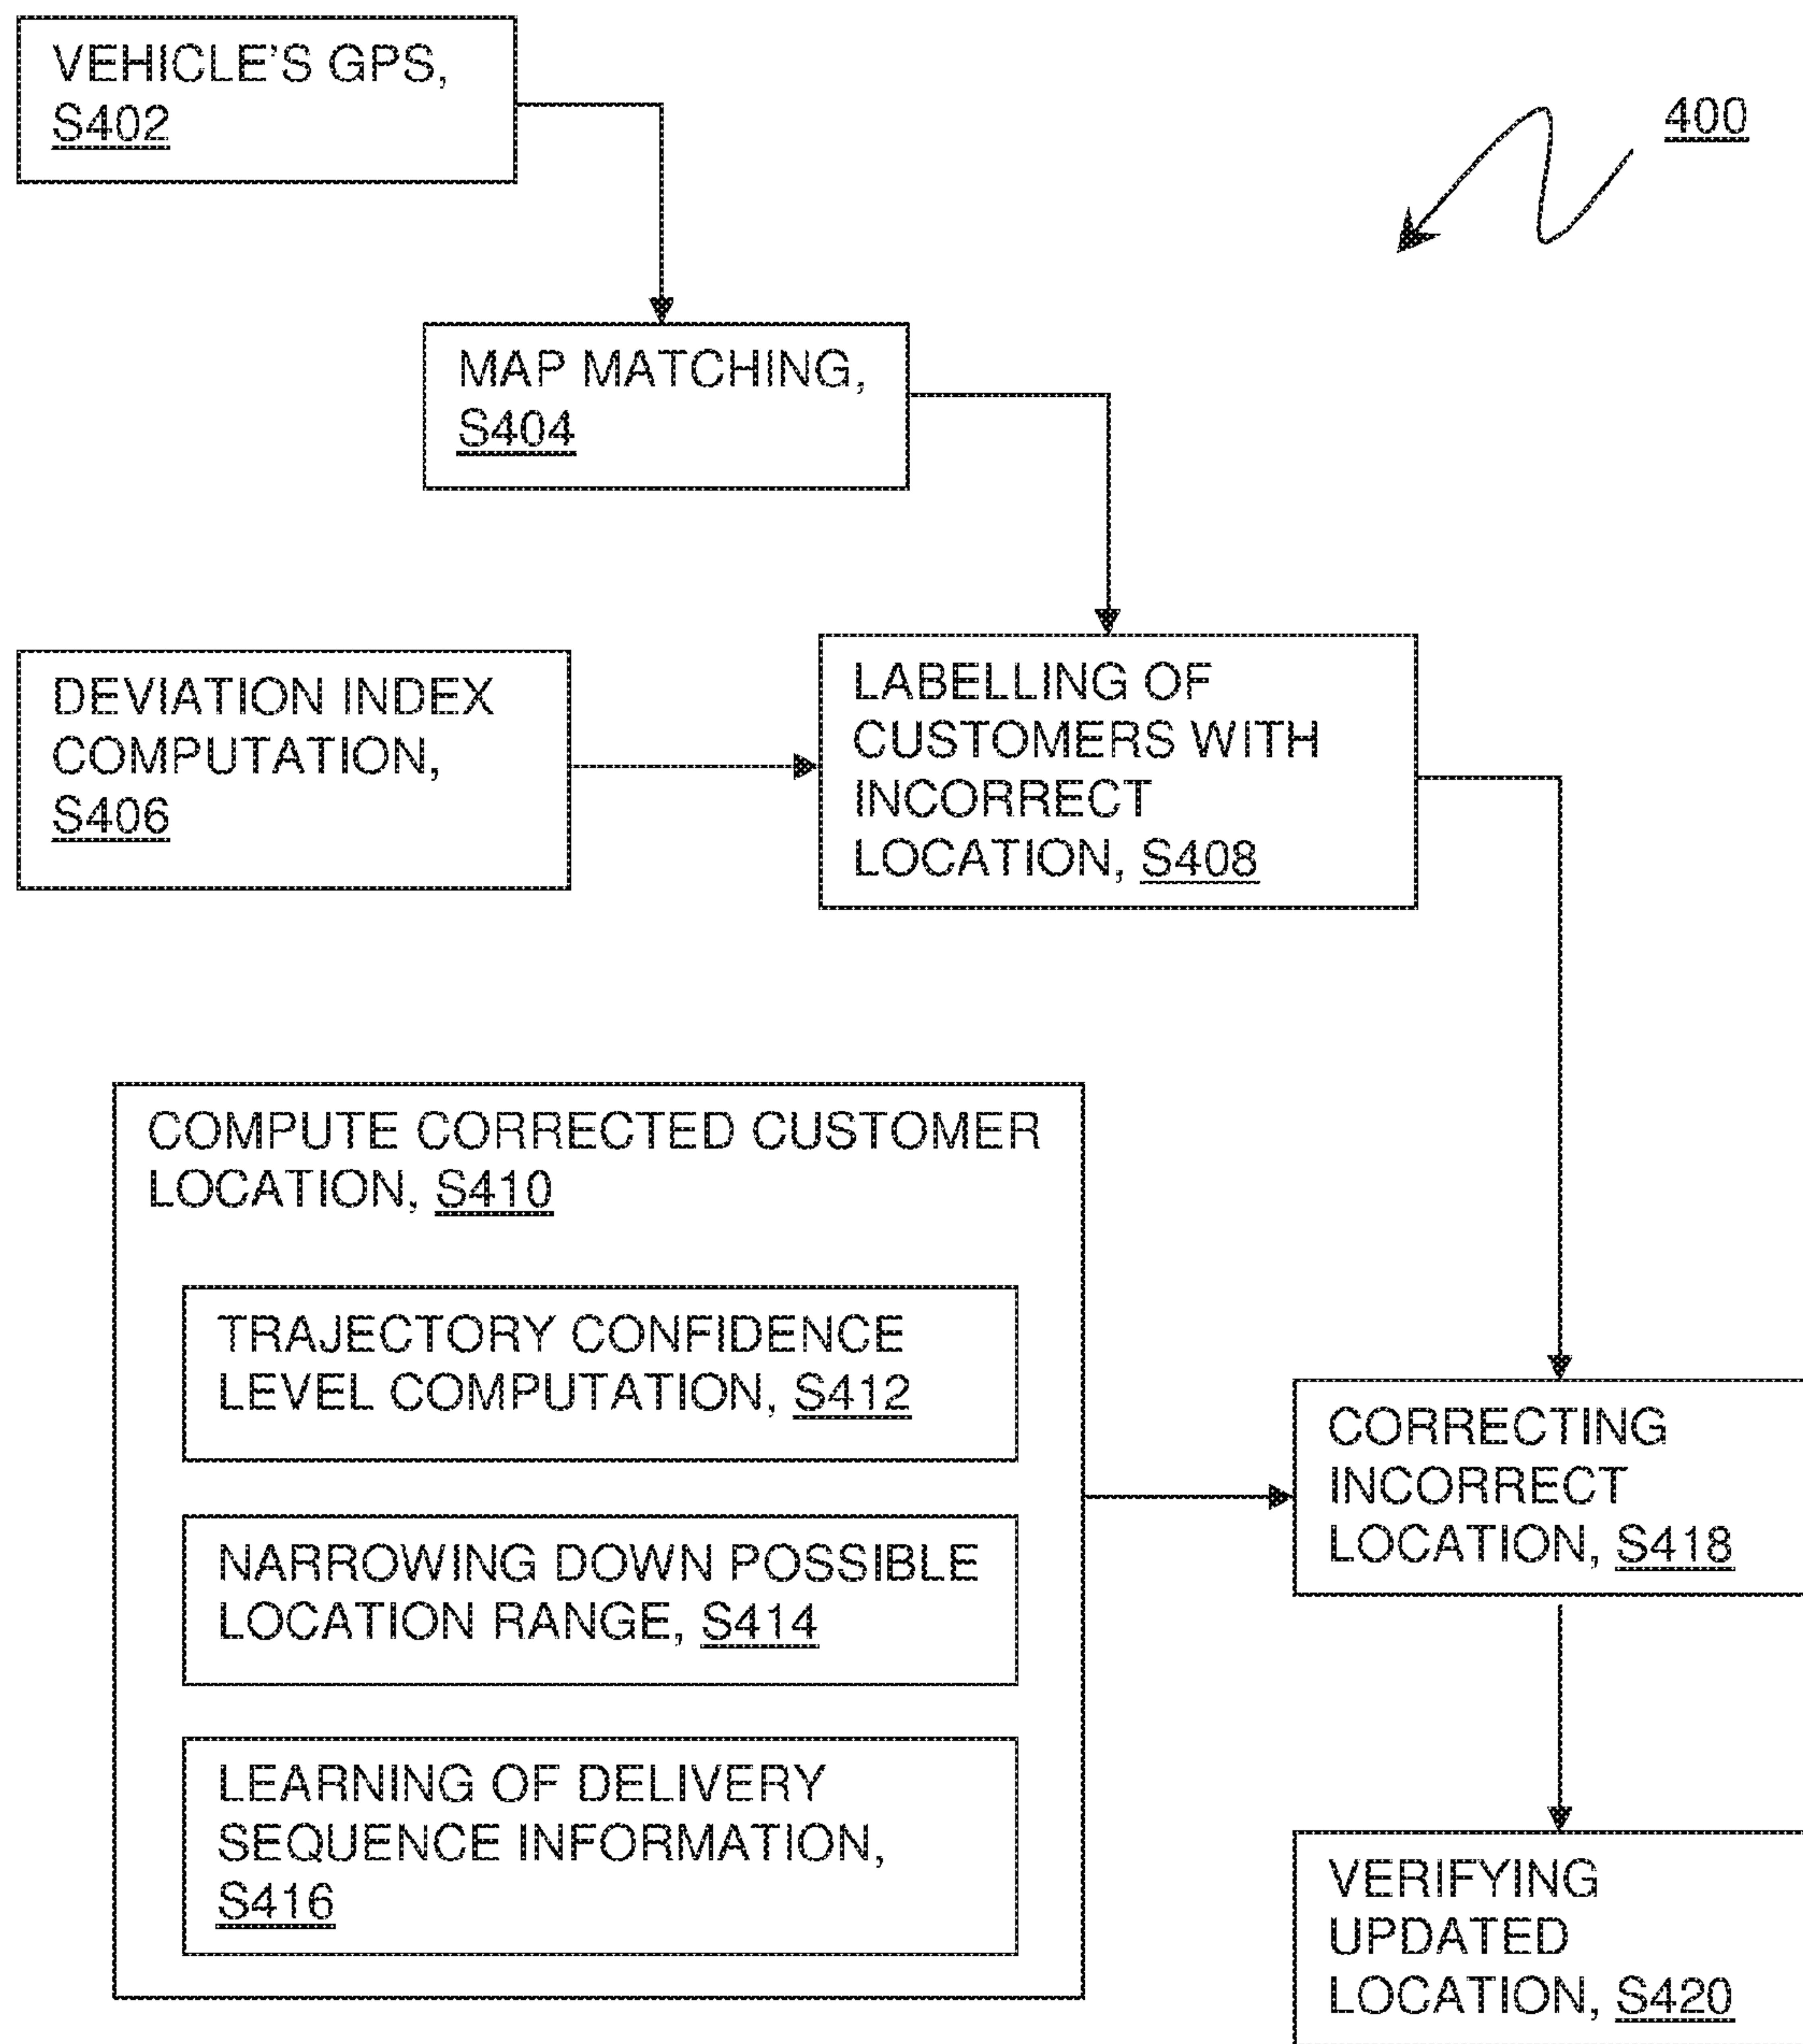 VEHICLE'S GPS,
S402
400
MAP MATCHING,
S404
DEVIATION INDEX
COMPUTATION,
S406
LABELLING OF
CUSTOMERS WITH
INCORRECT
LOCATION, S408
COMPUTE CORRECTED CUSTOMER
LOCATION, S410
TRAJECTORY CONFIDENCE
LEVEL COMPUTATION, S412
NARROWING DOWN POSSIBLE
LOCATION RANGE, S414
LEARNING OF DELIVERY
SEQUENCE INFORMATION,
S416
CORRECTING
INCORRECT
LOCATION, S418
VERIFYING
UPDATED
LOCATION, S420